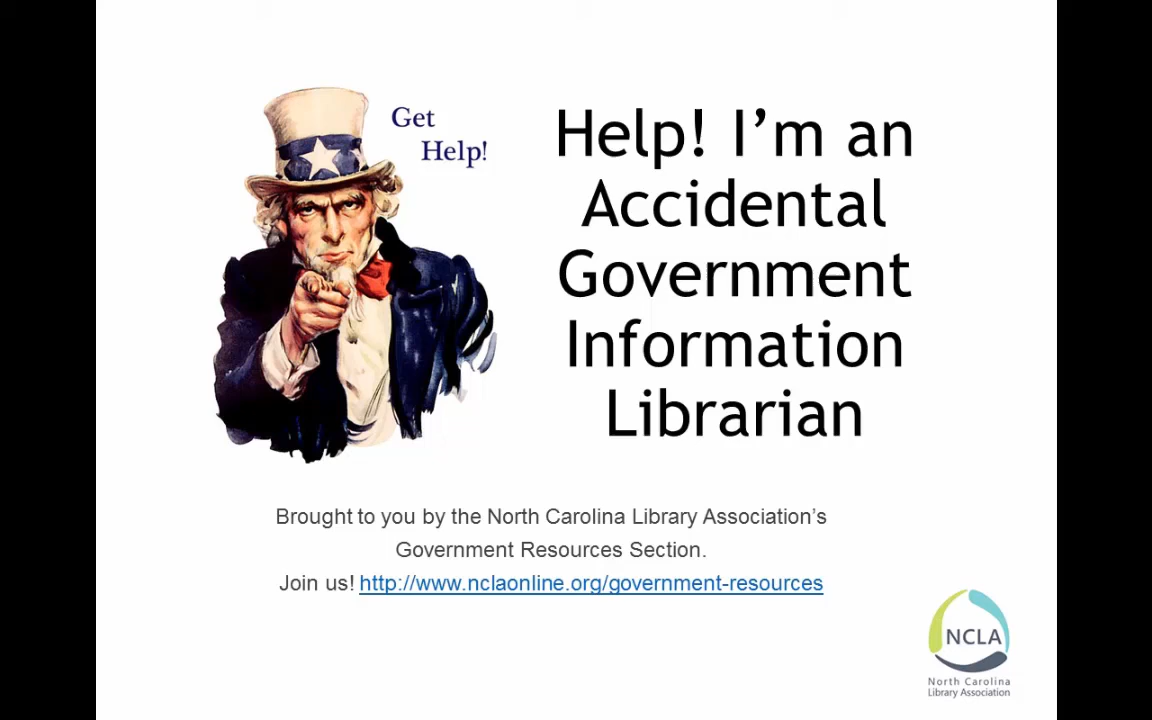 Get
Help!
Help! I’m an
Accidental
Government
Information
Librarian
Brought to you by the North Carolina Library Association’s
Government Resources Section.
Join us! http://www.nclaonline.org/government-resources
NCLA
North Carolina
Library Association